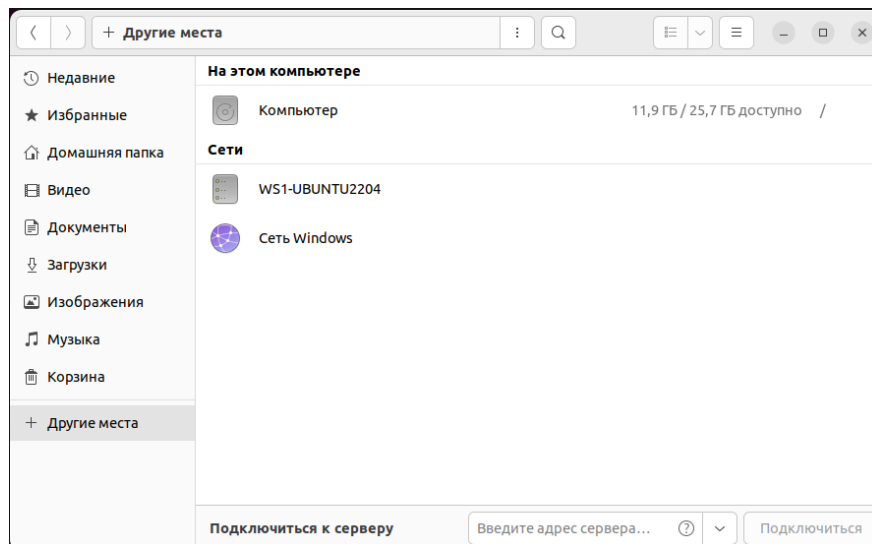 Другие места
Недавние
Избранные
Домашняя папка
Видео
Документы
Загрузки
Изображения
Музыка
Корзина
Другие места
На этом компьютере
Компьютер 11,9 ГБ / 25,7 ГБ доступно /
Сети
WS1-UBUNTU2204
Сеть Windows
Подключиться к серверу Введите адрес сервера… Подключиться